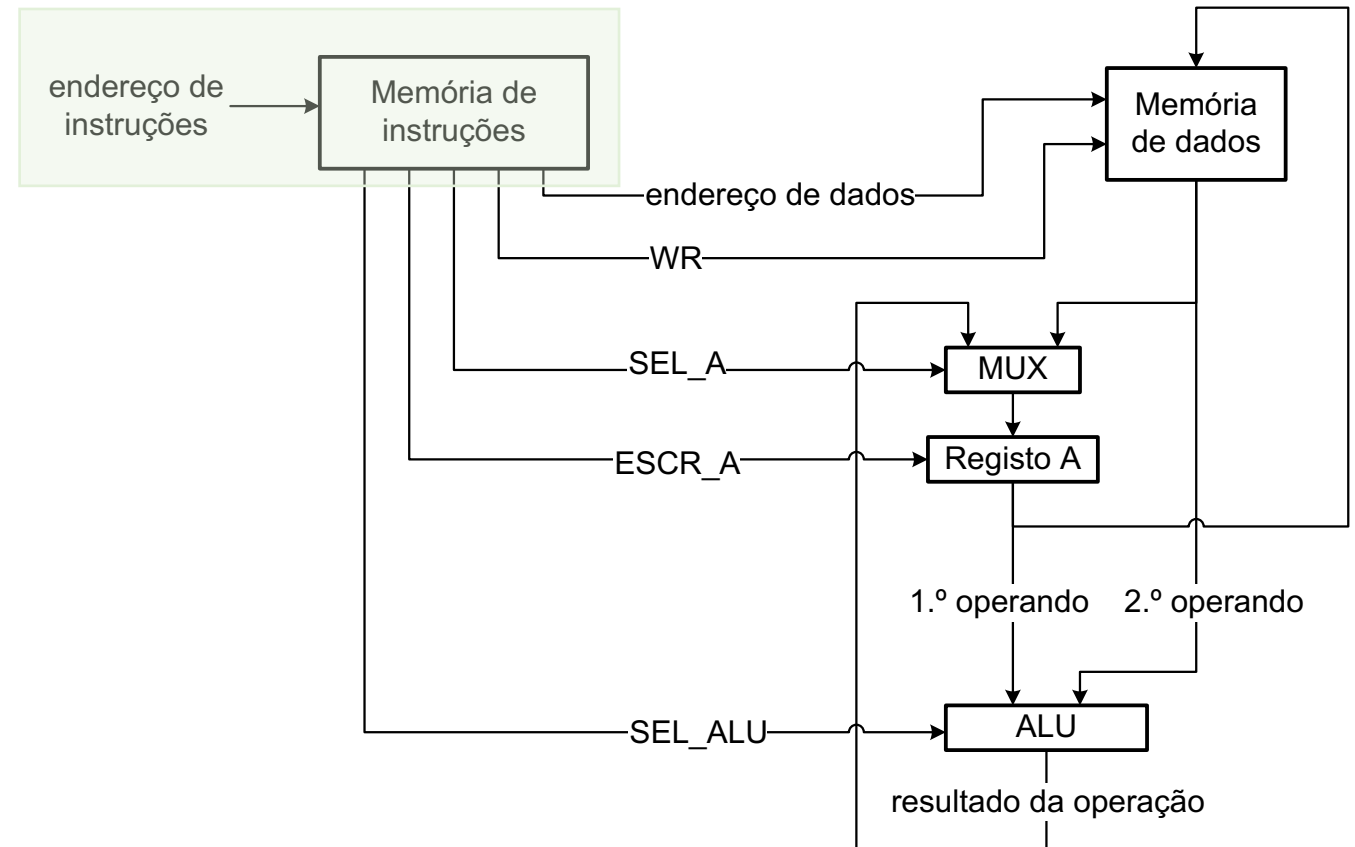 endereço de
instruções
Memória de
instruções
Memória
de dados
endereço de dados
WR
SEL_A
MUX
ESCR_A
Registo A
1.º operando
2.º operando
SEL_ALU
ALU
resultado da operação